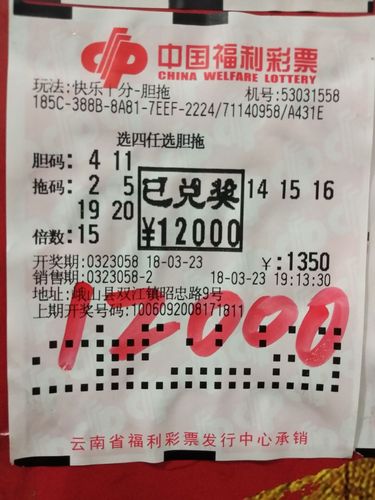 中国福利彩票
CHINA WELFARE LOTTERY
玩法:快乐十分-胆拖 机号:53031558
185C-388B-8A81-7EEF-2224/71140958/A431E
选四任选胆拖
胆码: 4 11
拖码: 2 5 14 15 16
19 20
已兑奖
¥12000
倍数:15
开奖期:0323058 18-03-23 ¥:1350
销售期:0323058-2 18-03-23 19:13:30
地址:峨山县双江镇昭忠路9号
上期开奖号码:1006092008171811
12000
云南省福利彩票发行中心承销